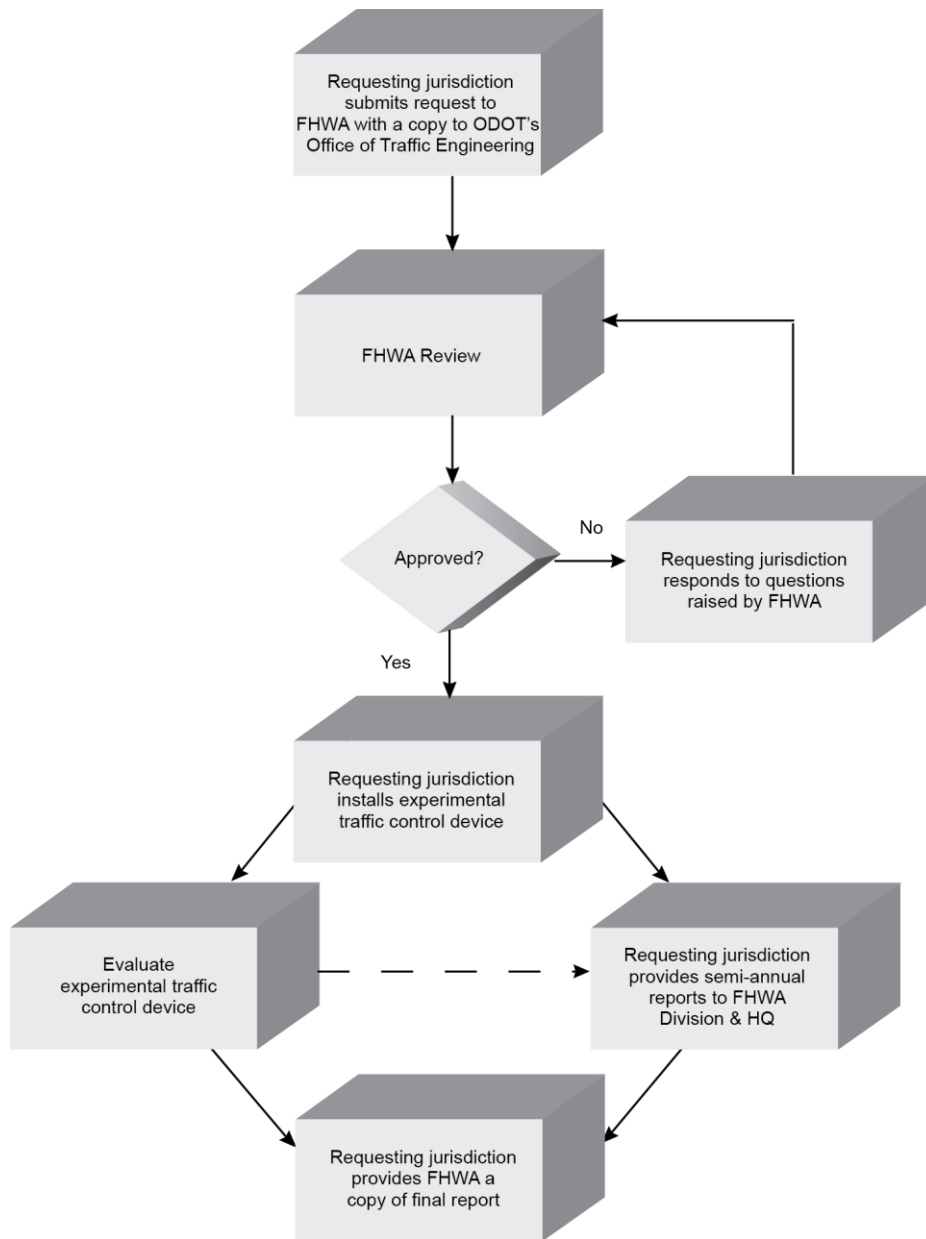 Requesting jurisdiction
submits request to
FHWA with a copy to ODOT's
Office of Traffic Engineering
FHWA Review
Approved?
No
Requesting jurisdiction
responds to questions
raised by FHWA
Yes
Requesting jurisdiction
installs experimental
traffic control device
Evaluate
experimental traffic
control device
Requesting jurisdiction
provides semi-annual
reports to FHWA
Division & HQ
Requesting jurisdiction
provides FHWA a
copy of final report